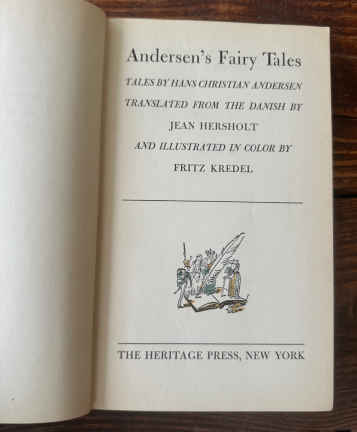 Andersen's Fairy Tales
TALES BY HANS CHRISTIAN ANDERSEN
TRANSLATED FROM THE DANISH BY
JEAN HERSHOLT
AND ILLUSTRATED IN COLOR BY
FRITZ KREDEL
THE HERITAGE PRESS, NEW YORK